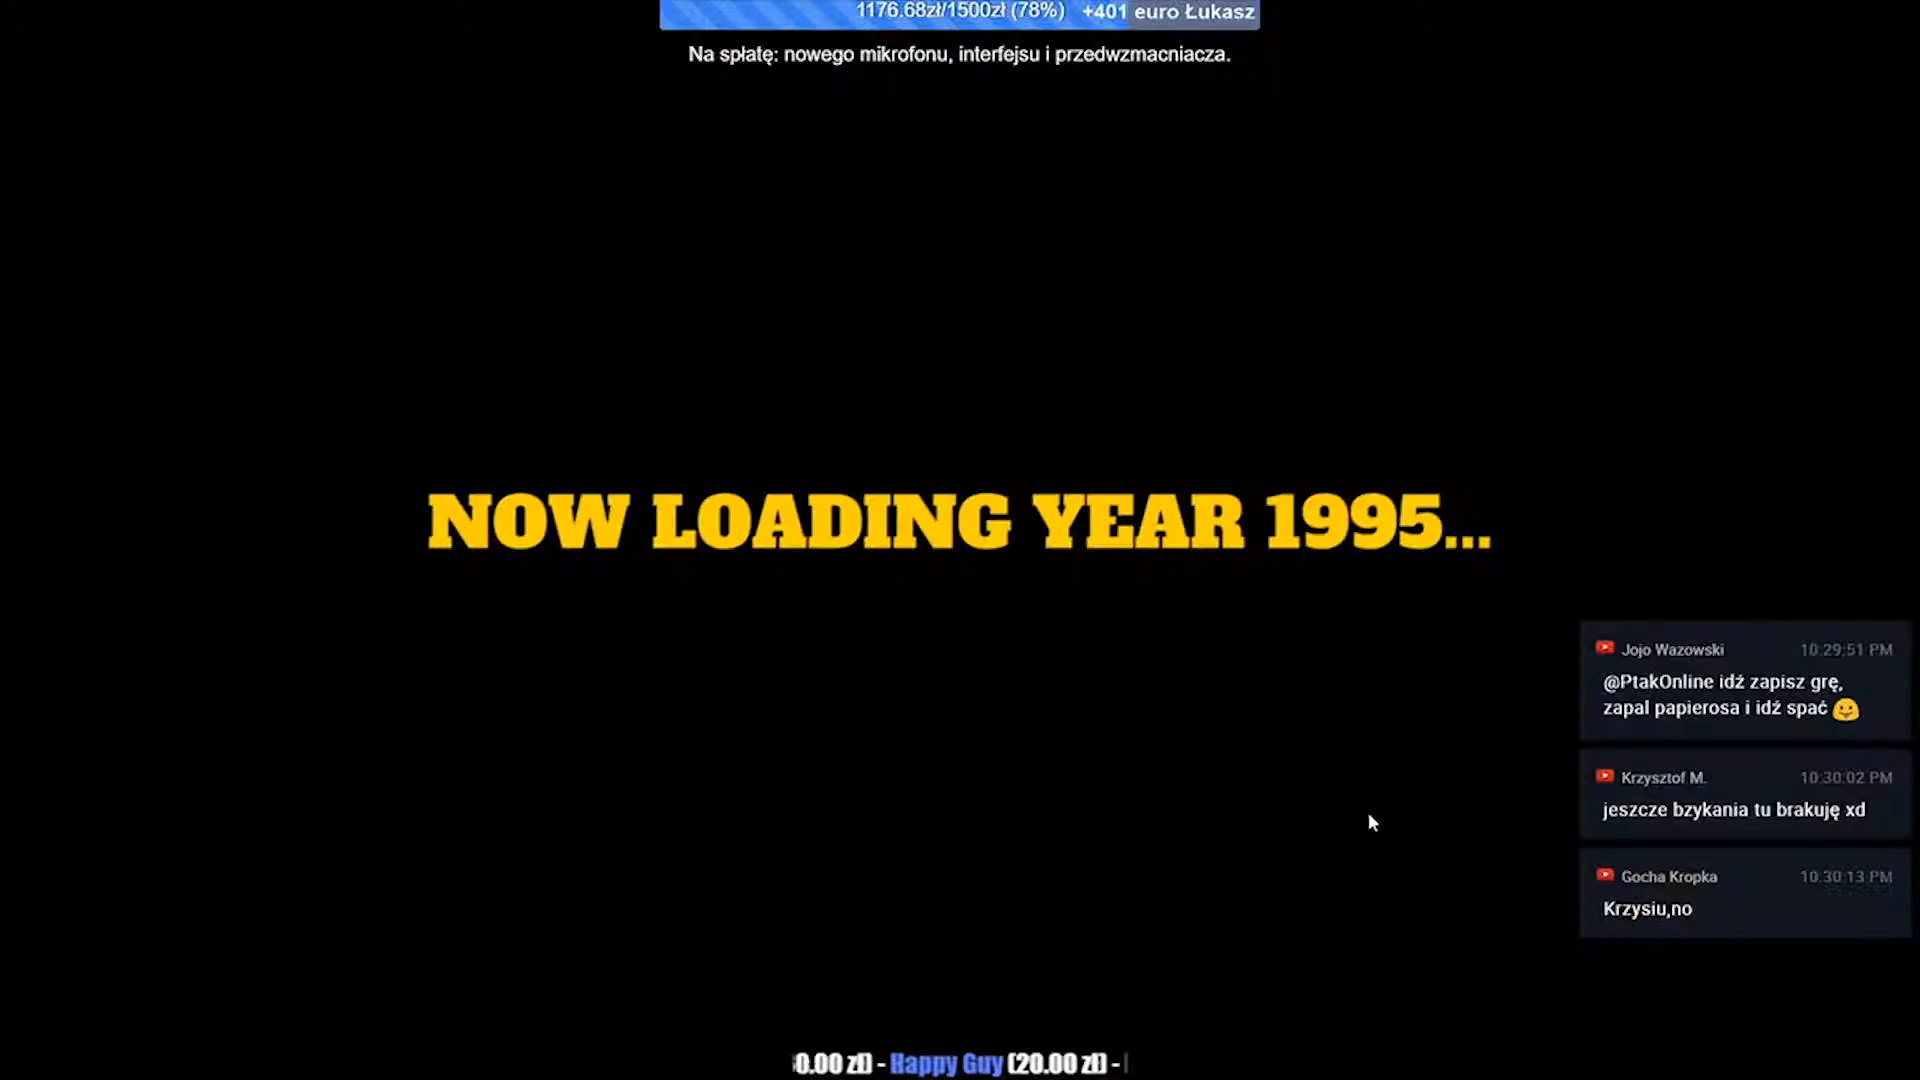 1176.68zł/1500zł (78%) +401 euro Łukasz
Na spłatę: nowego mikrofonu, interfejsu i przedwzmacniacza.
NOW LOADING YEAR 1995...
Jojo Wazowski 10:29:51 PM
@PtakOnline idź zapisz grę,
zapal papierosa i idź spać
Krzysztof M. 10:30:02 PM
jeszcze bzykania tu brakuję xd
Gocha Kropka 10:30:13 PM
Krzysiu,no
0.00 zł) - Happy Guy (20.00 zł) -